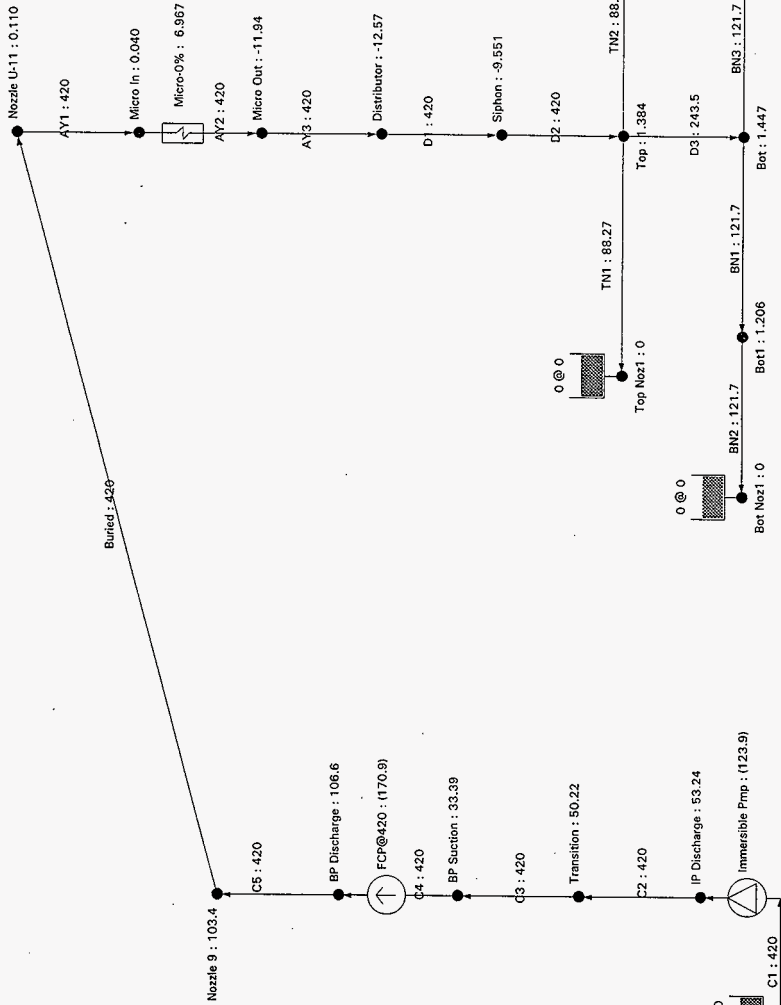 Nozzle U-11 : 0.110
AY1 : 420
Micro In : 0.040
Micro-0% : 6.967
AY2 : 420
Micro Out : -11.94
AY3 : 420
Distributor : -12.57
D1 : 420
Siphon : -9.551
D2 : 420
TN2 : 88.
Top : 1.384
D3 : 243.5
BN3 : 121.7
Bot : 1.447
TN1 : 88.27
BN1 : 121.7
0 @ 0
Top Noz1 : 0
Bot1 : 1.206
BN2 : 121.7
0 @ 0
Bot Noz1 : 0
Buried : 420
Nozzle 9 : 103.4
C5 : 420
BP Discharge : 106.6
FCP@420 : (170.9)
C4 : 420
BP Suction : 33.39
C3 : 420
Transition : 50.22
C2 : 420
IP Discharge : 53.24
Immersible Pmp : (123.9)
C1 : 420